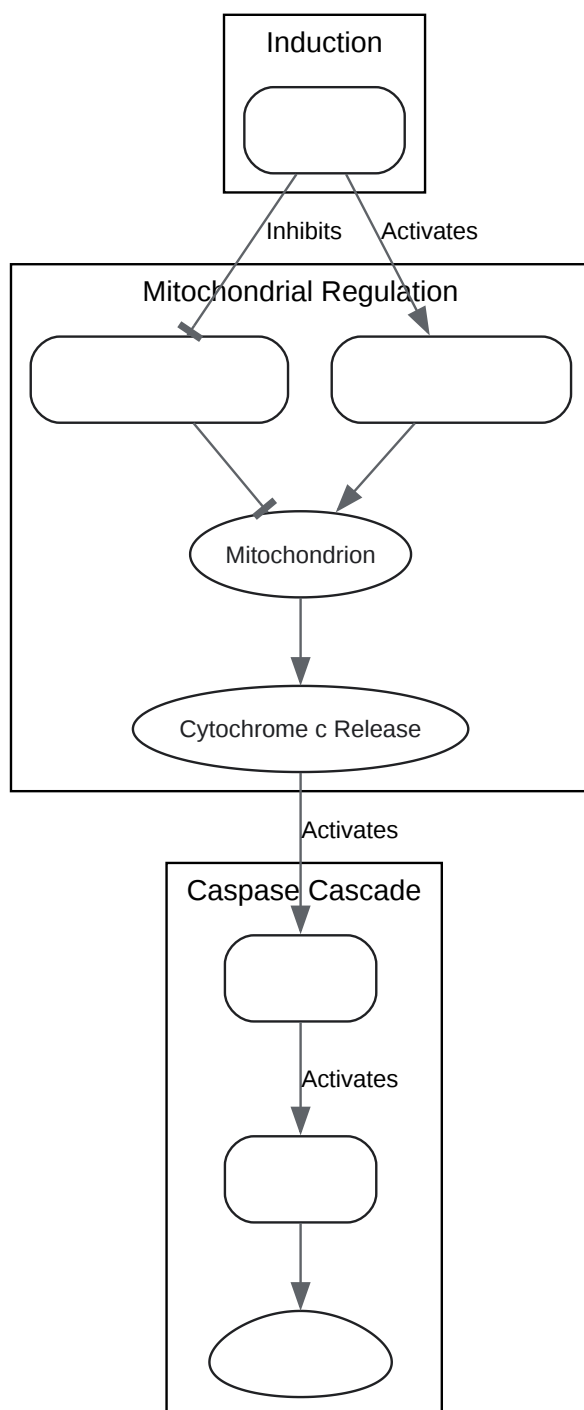 Induction
Inhibits
Activates
Mitochondrial Regulation
Mitochondrion
Cytochrome c Release
Activates
Caspase Cascade
Activates